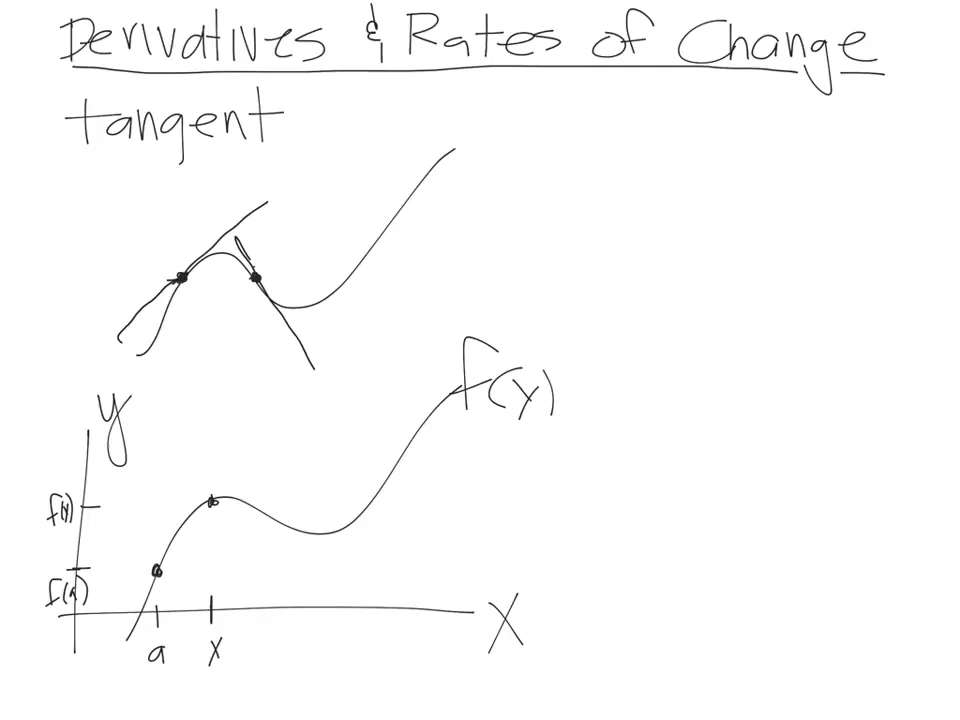 Derivatives & Rates of Change
tangent
f(y)
y
f(x)
f(a)
X
a
x